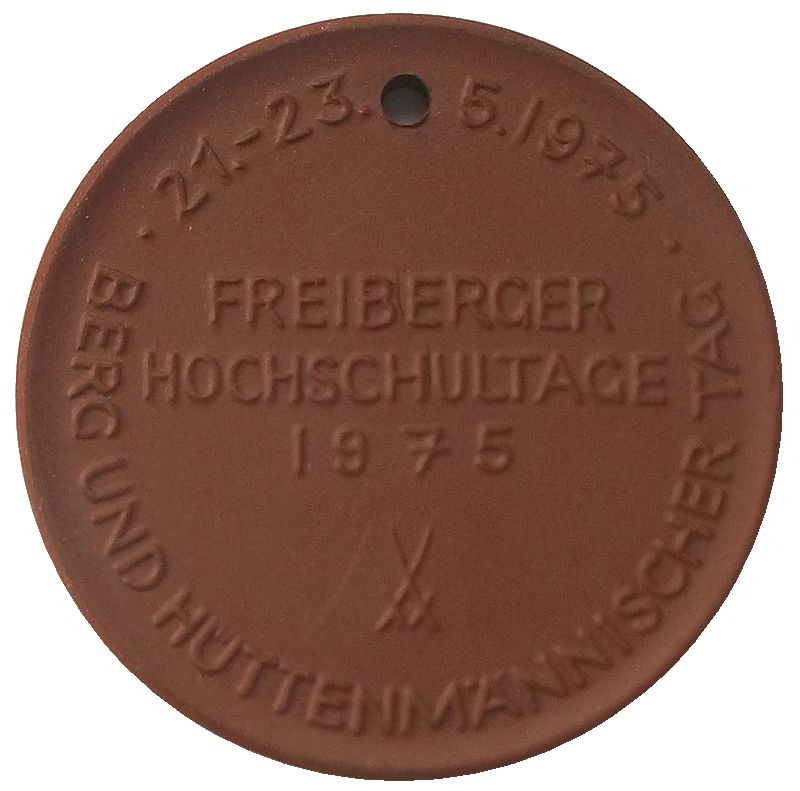 · 21.-23. 5. 1975 ·
FREIBERGER
HOCHSCHULTAGE
1975
BERG UND HÜTTENMÄNNISCHER TAG